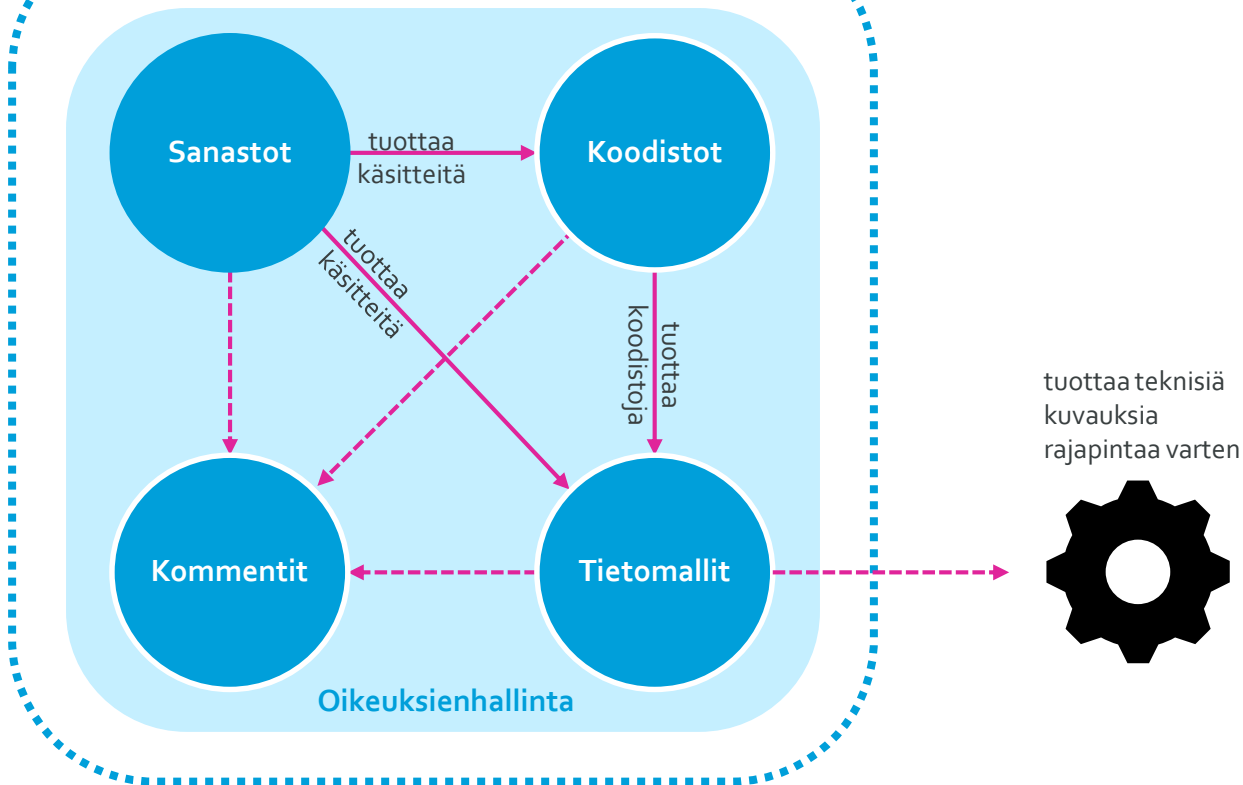 Sanastot
tuottaa
käsitteitä
Koodistot
tuottaa
käsitteitä
tuottaa
koodistoja
tuottaa teknisiä
kuvauksia
rajapintaa varten
Kommentit
Tietomallit
Oikeuksienhallinta